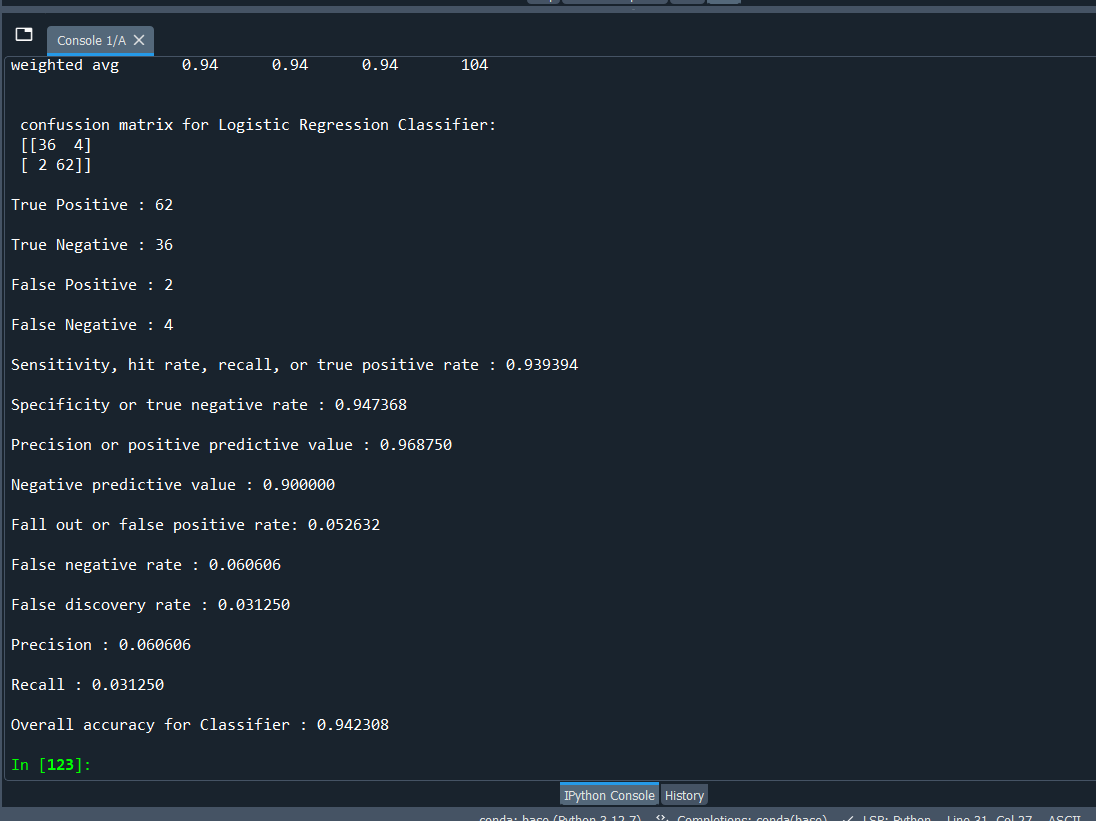 Console 1/A
weighted avg       0.94      0.94      0.94       104
confussion matrix for Logistic Regression Classifier:
[[36  4]
[ 2 62]]
True Positive : 62
True Negative : 36
False Positive : 2
False Negative : 4
Sensitivity, hit rate, recall, or true positive rate : 0.939394
Specificity or true negative rate : 0.947368
Precision or positive predictive value : 0.968750
Negative predictive value : 0.900000
Fall out or false positive rate: 0.052632
False negative rate : 0.060606
False discovery rate : 0.031250
Precision : 0.060606
Recall : 0.031250
Overall accuracy for Classifier : 0.942308
In [123]:
IPython Console History
conda: base (Python 3.12.7) Completions: conda(base) LSP: Python Line 31, Col 27 ASCII